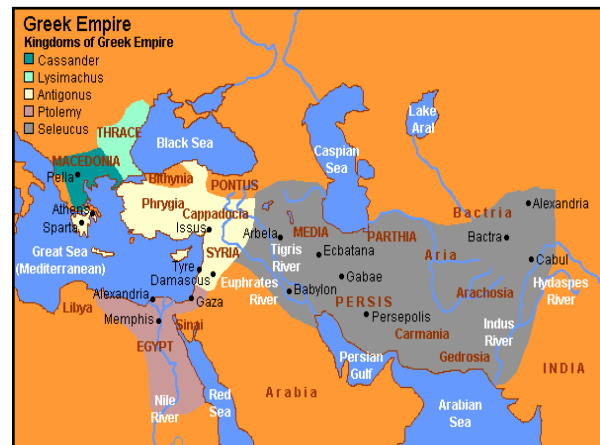 Greek Empire
Kingdoms of Greek Empire
Cassander
Lysimachus
Antigonus
Ptolemy
Seleucus
THRACE
MACEDONIA
Pella
Athens
Sparta
Great Sea
(Mediterranean)
Black Sea
Bithynia
PONTUS
Phrygia
Cappaducia
Issus
SYRIA
Tyre
Damascus
Gaza
Alexandria
Libya
Memphis
Sinai
EGYPT
Nile
River
Red
Sea
Euphrates
River
Arbela
Tigris
River
MEDIA
Ecbatana
Gabae
Babylon
PERSIS
Persepolis
Persian
Gulf
Arabia
Caspian
Sea
Lake
Aral
PARTHIA
Bactria
Alexandria
Bactra
Aria
Cabul
Hydaspes
River
Arachosia
Indus
River
Carmania
Gedrosia
INDIA
Arabian
Sea